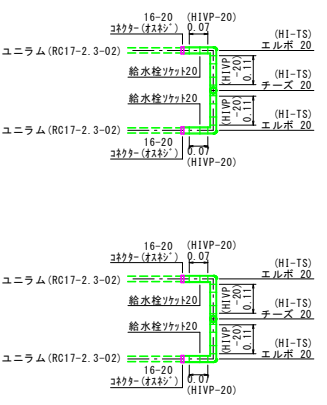 16-20 (HIVP-20)
コネクター(オスネジ) 0.07
(HI-TS)
エルボ 20
ユニラム(RC17-2.3-02)
(HIVP
-20)
0.11
給水栓ソケット20
(HI-TS)
チーズ 20
給水栓ソケット20
(HIVP
-20)
0.11
(HI-TS)
エルボ 20
ユニラム(RC17-2.3-02)
16-20 0.07
コネクター(オスネジ) (HIVP-20)
16-20 (HIVP-20)
コネクター(オスネジ) 0.07
(HI-TS)
エルボ 20
ユニラム(RC17-2.3-02)
(HIVP
-20)
0.11
給水栓ソケット20
(HI-TS)
チーズ 20
給水栓ソケット20
(HIVP
-20)
0.11
(HI-TS)
エルボ 20
ユニラム(RC17-2.3-02)
16-20 0.07
コネクター(オスネジ) (HIVP-20)